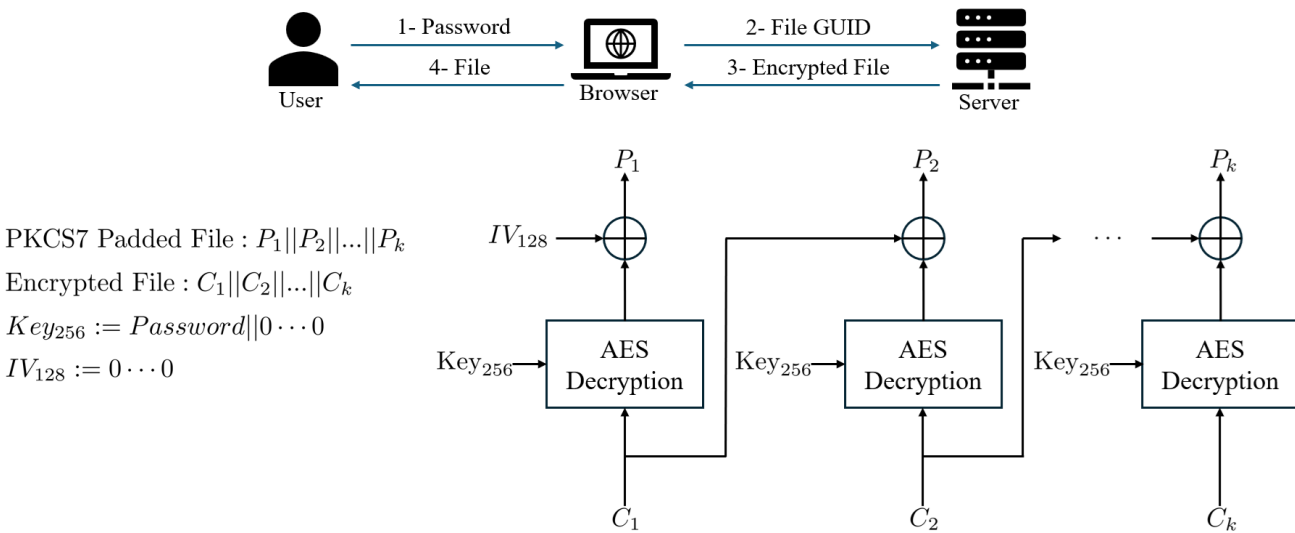 1- Password
2- File GUID
4- File
3- Encrypted File
User
Browser
Server
P₁
P₂
Pₖ
PKCS7 Padded File : P₁||P₂||...||Pₖ
IV₁₂₈
⋯
Encrypted File : C₁||C₂||...||Cₖ
Key₂₅₆ := Password||0⋯0
IV₁₂₈ := 0⋯0
Key₂₅₆
AES
Decryption
Key₂₅₆
AES
Decryption
Key₂₅₆
AES
Decryption
C₁
C₂
Cₖ